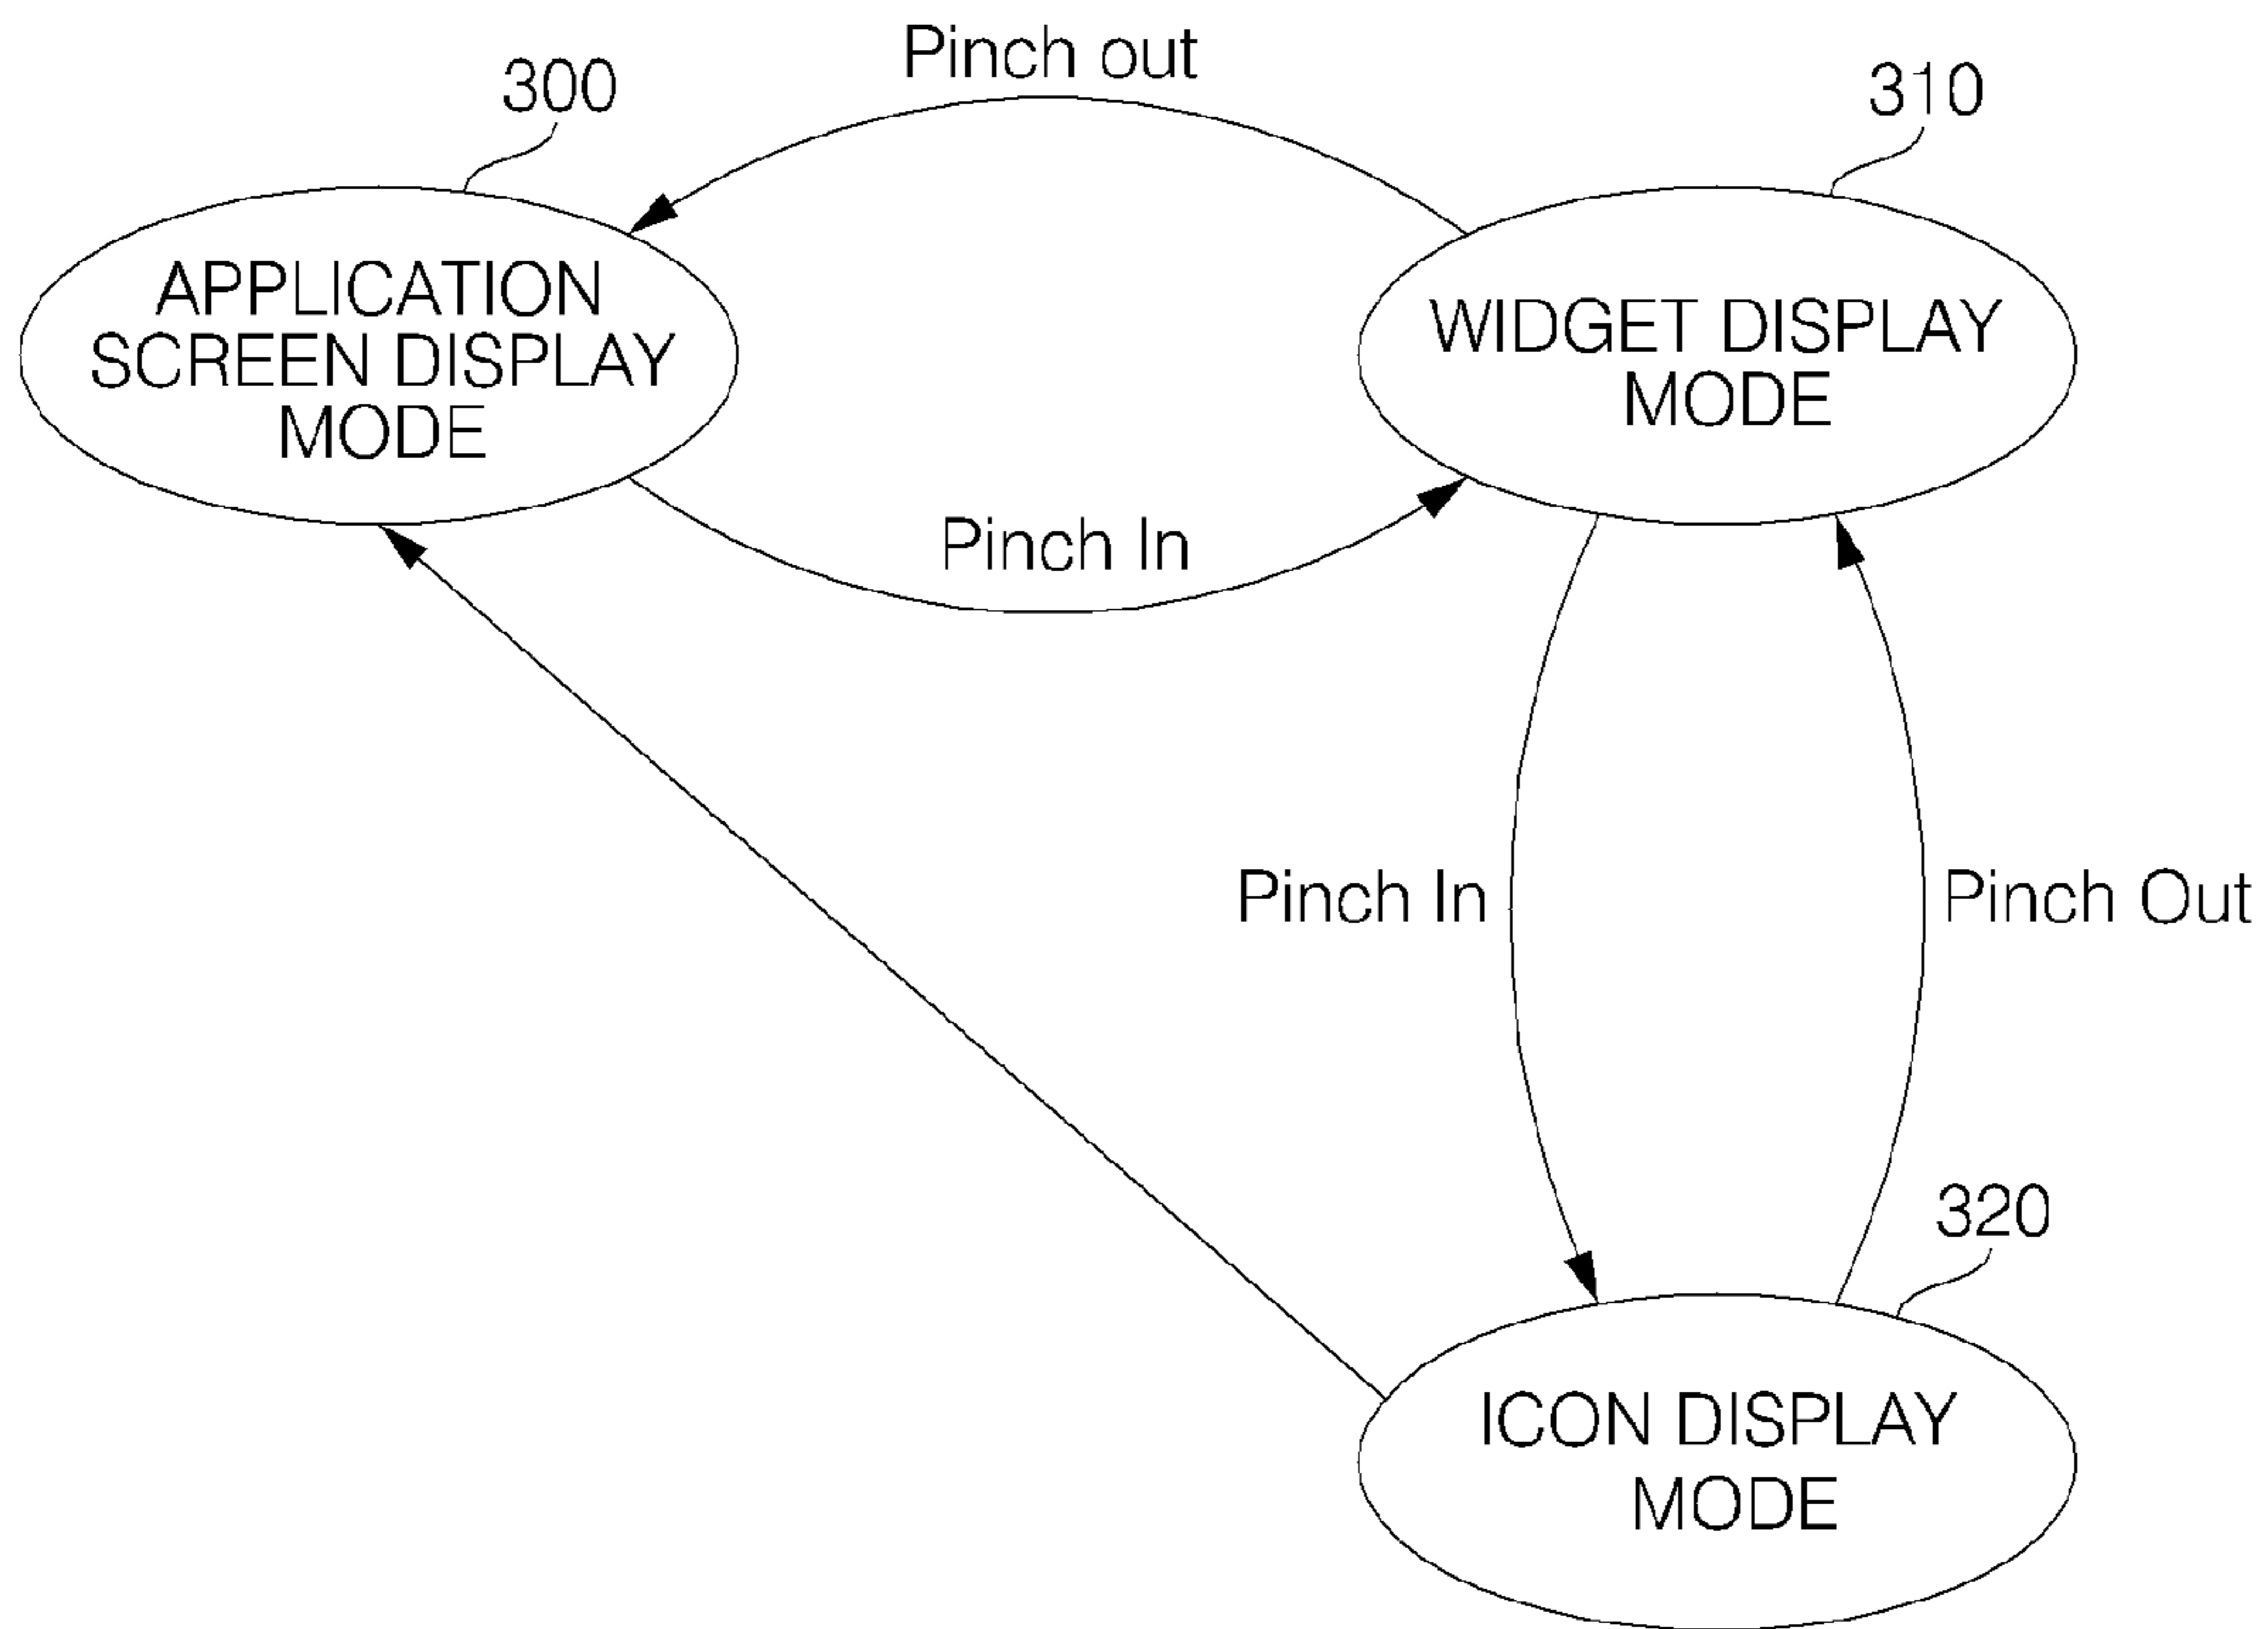 Pinch out
300
310
APPLICATION
SCREEN DISPLAY
MODE
WIDGET DISPLAY
MODE
Pinch In
Pinch In
Pinch Out
320
ICON DISPLAY
MODE